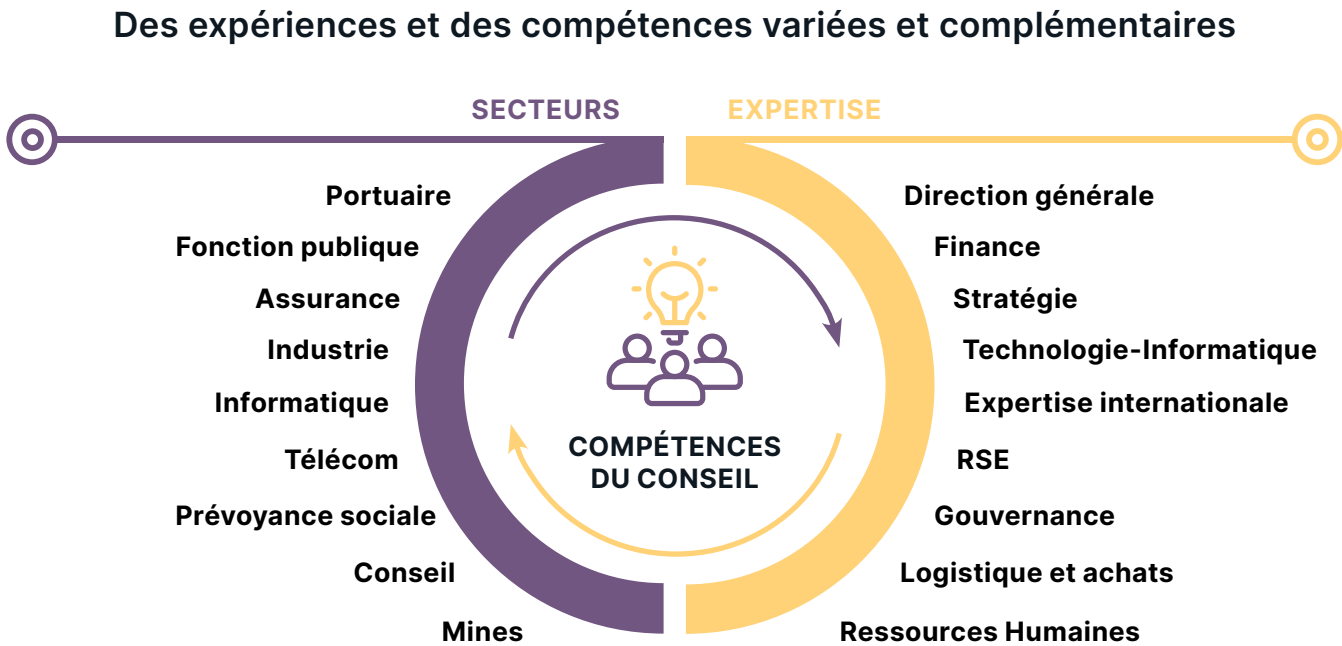 Des expériences et des compétences variées et complémentaires
SECTEURS
Portuaire
Fonction publique
Assurance
Industrie
Informatique
Télécom
Prévoyance sociale
Conseil
Mines
EXPERTISE
Direction générale
Finance
Stratégie
Technologie-Informatique
Expertise internationale
RSE
Gouvernance
Logistique et achats
Ressources Humaines
COMPÉTENCES
DU CONSEIL